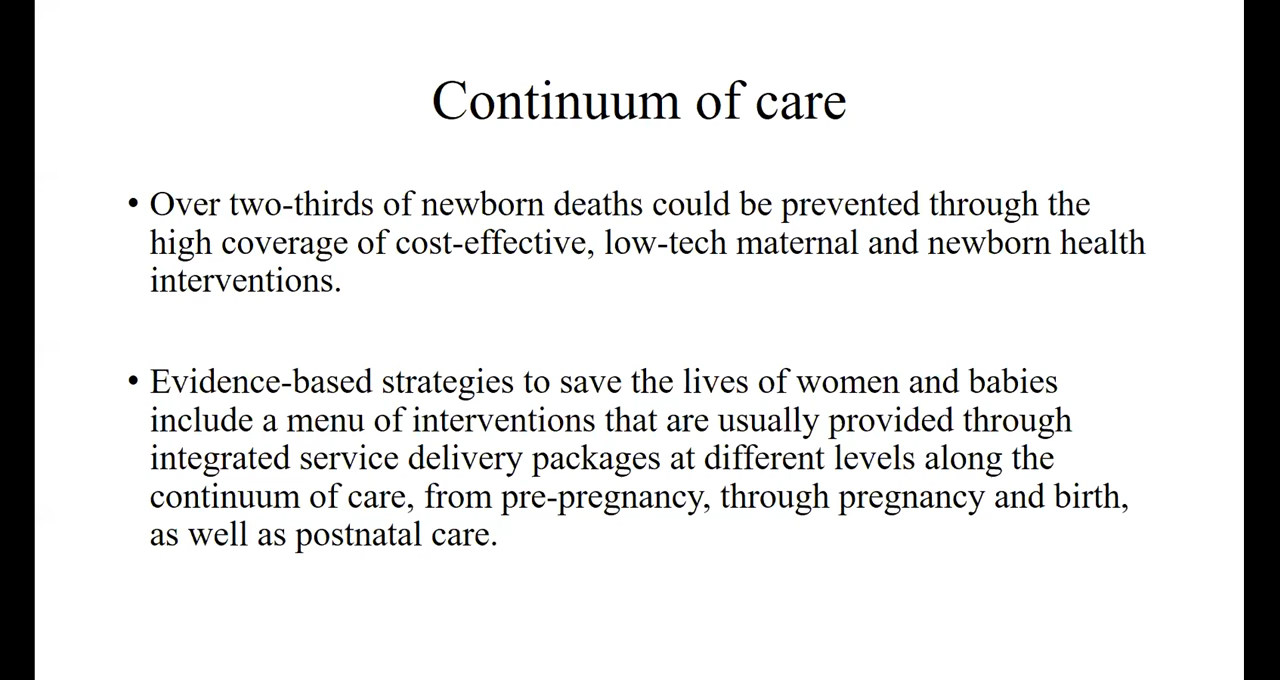 Continuum of care
• Over two-thirds of newborn deaths could be prevented through the
high coverage of cost-effective, low-tech maternal and newborn health
interventions.
• Evidence-based strategies to save the lives of women and babies
include a menu of interventions that are usually provided through
integrated service delivery packages at different levels along the
continuum of care, from pre-pregnancy, through pregnancy and birth,
as well as postnatal care.